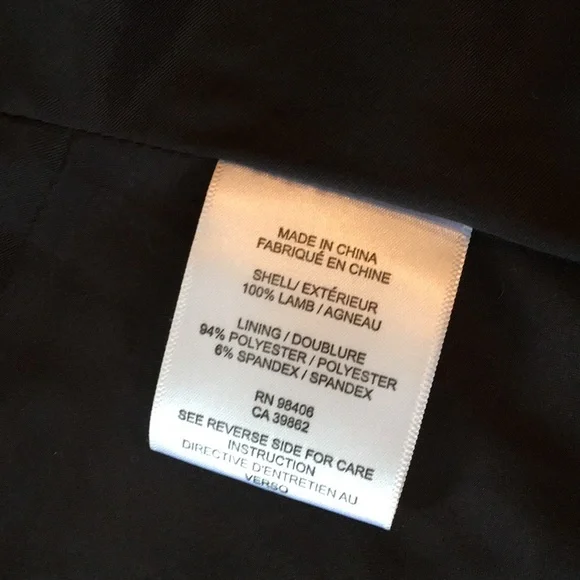 MADE IN CHINA
FABRIQUÉ EN CHINE
SHELL/ EXTÉRIEUR
100% LAMB / AGNEAU
LINING / DOUBLURE
94% POLYESTER / POLYESTER
6% SPANDEX / SPANDEX
RN 98406
CA 39862
SEE REVERSE SIDE FOR CARE
INSTRUCTION
DIRECTIVE D'ENTRETIEN AU
VERSO